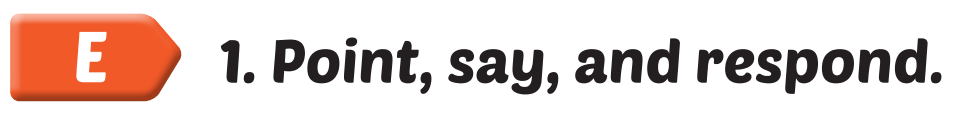 E 1. Point, say, and respond.